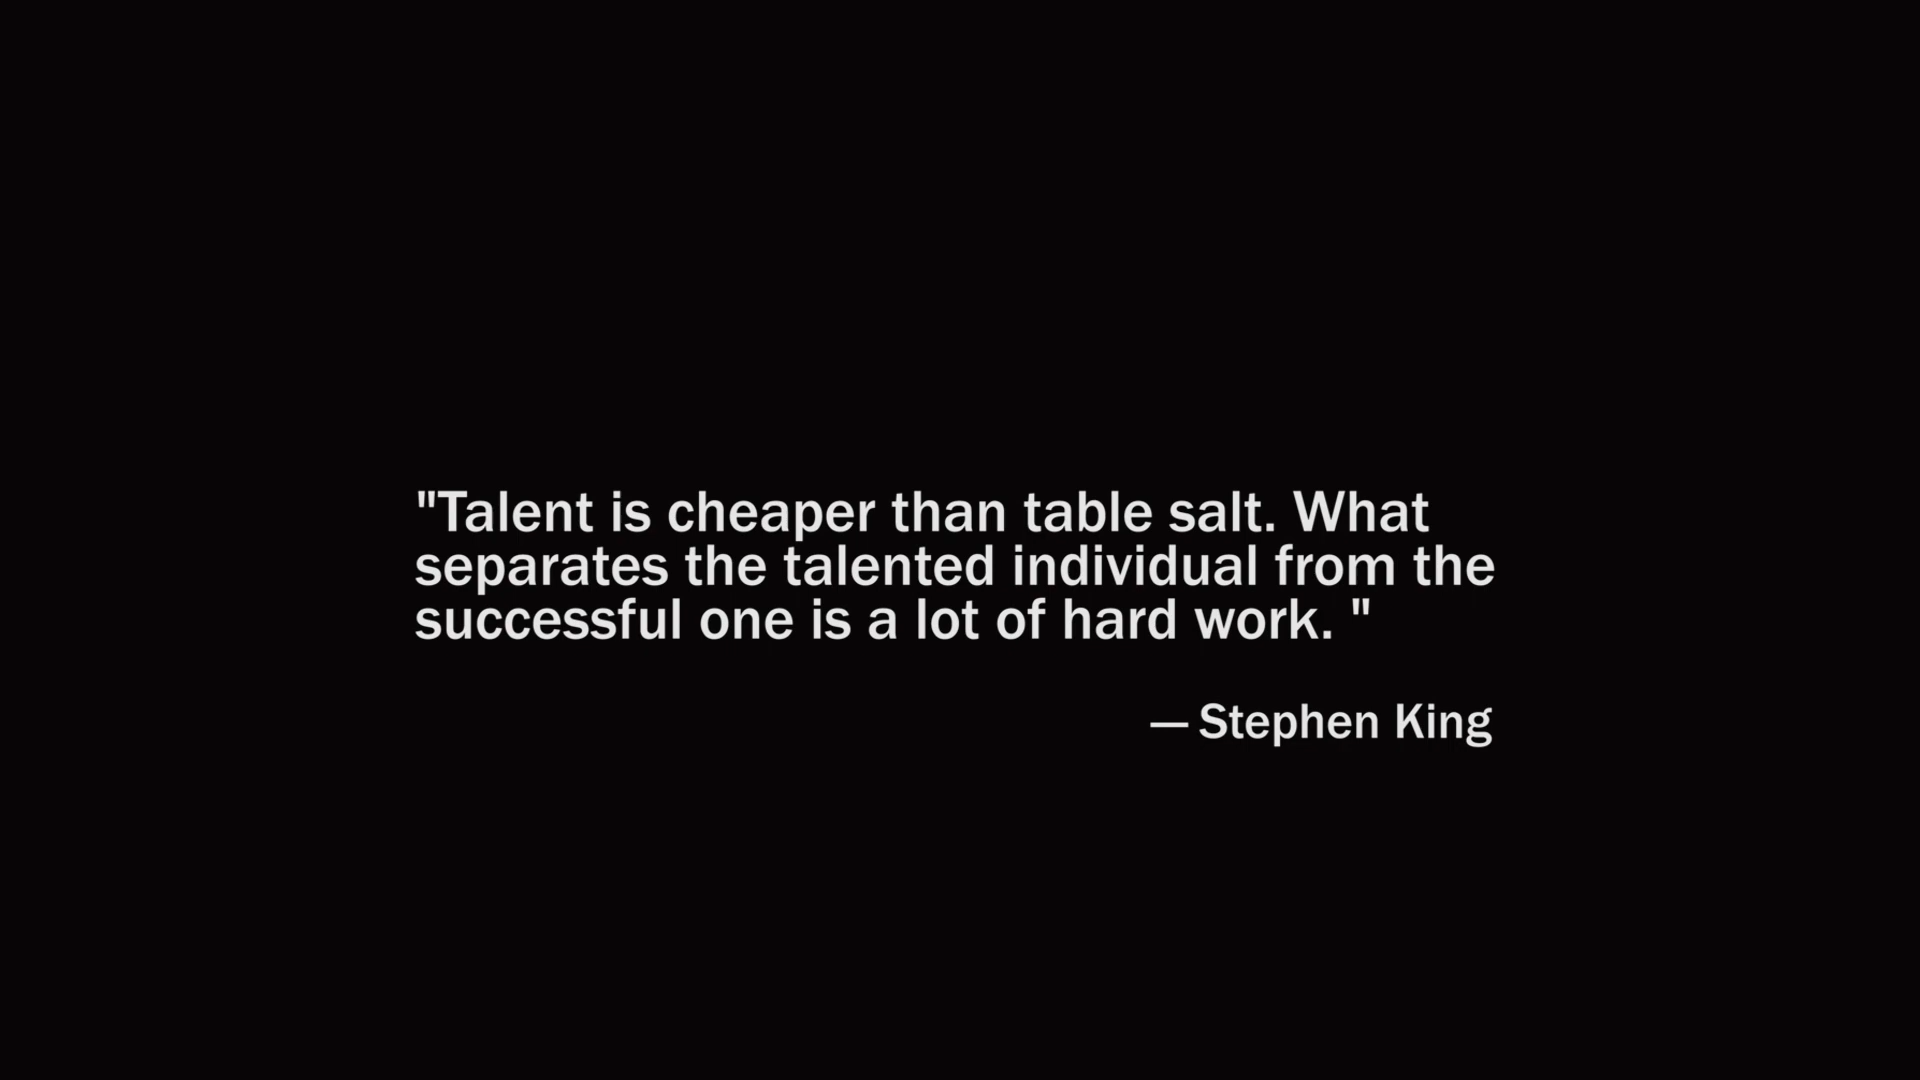 "Talent is cheaper than table salt. What
separates the talented individual from the
successful one is a lot of hard work. "
— Stephen King